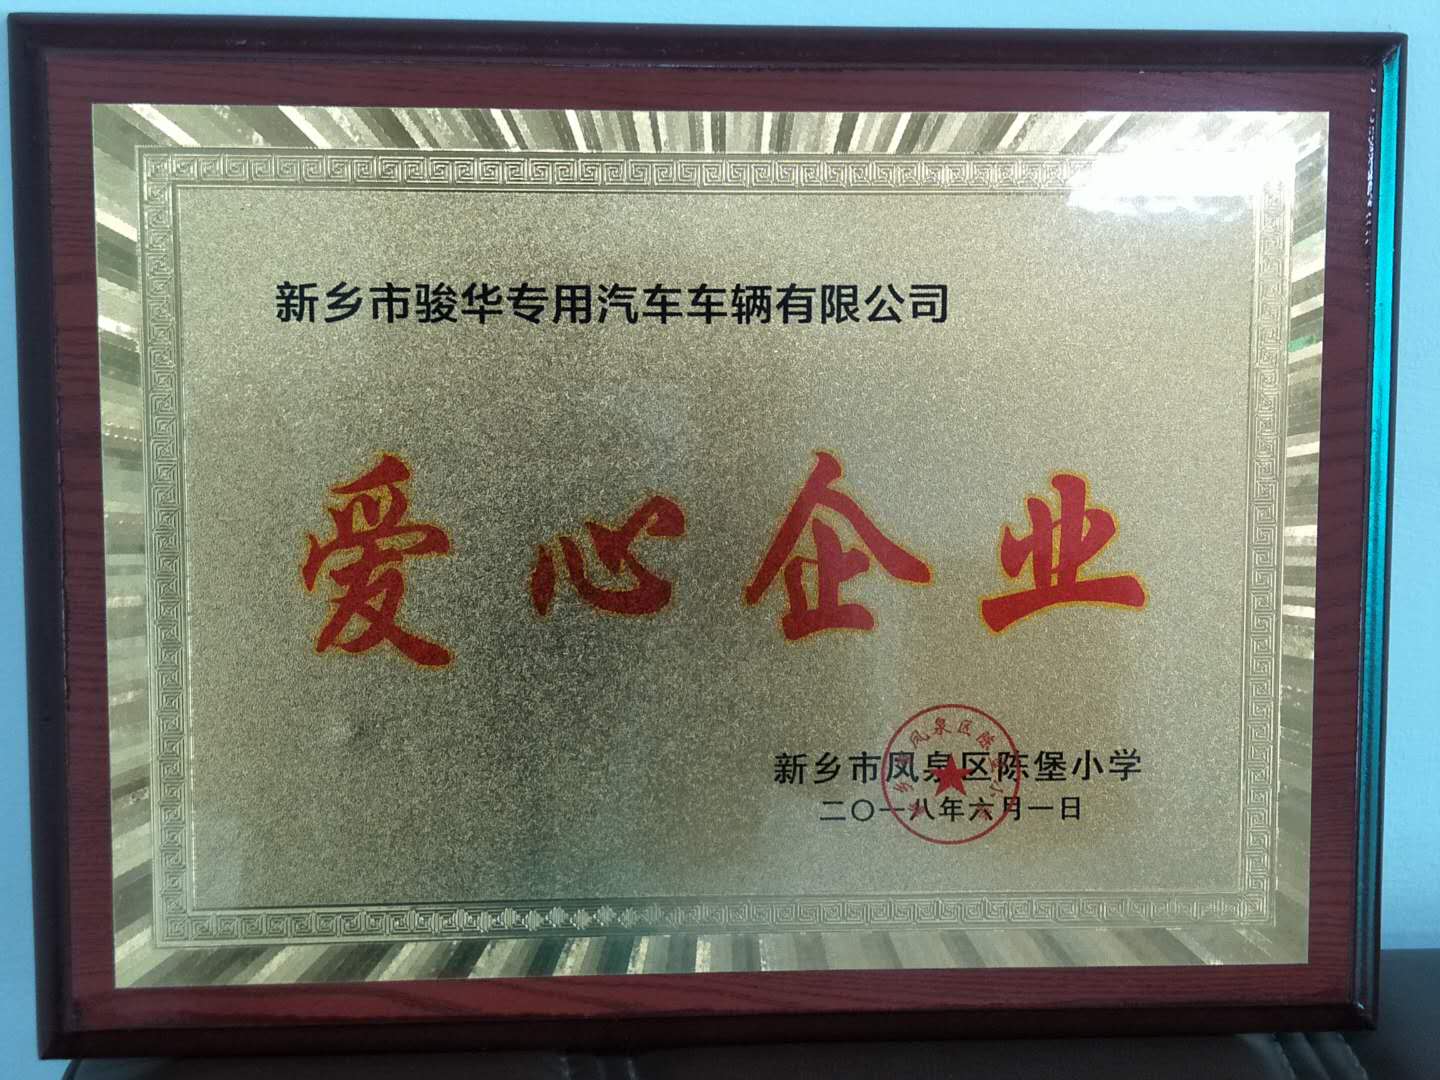 新乡市骏华专用汽车车辆有限公司
爱心企业
新乡市凤泉区陈堡小学
二〇一八年六月一日